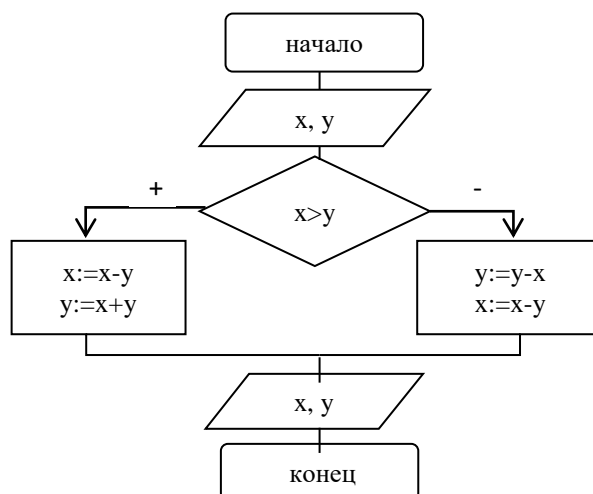 начало
x, y
+
-
x>y
x:=x-y
y:=x+y
y:=y-x
x:=x-y
x, y
конец